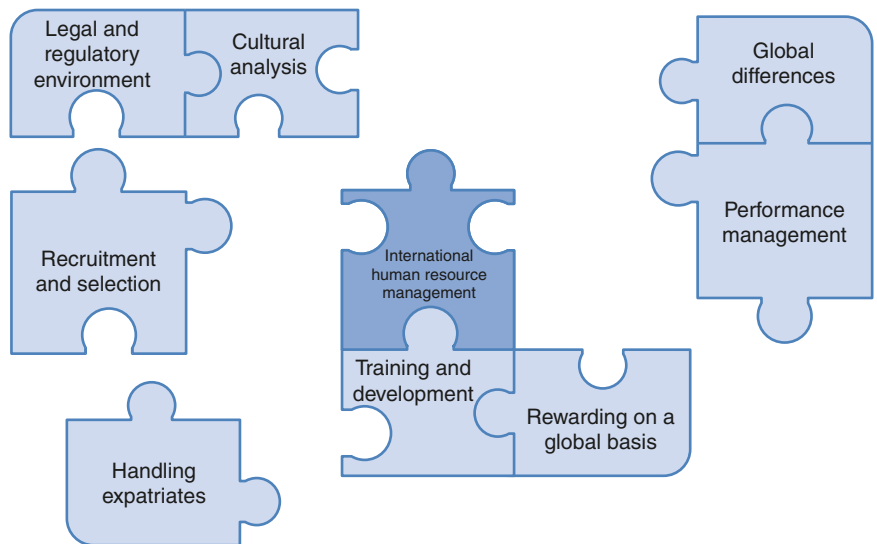 Legal and
regulatory
environment
Cultural
analysis
Global
differences
Recruitment
and selection
International
human resource
management
Performance
management
Training and
development
Rewarding on a
global basis
Handling
expatriates